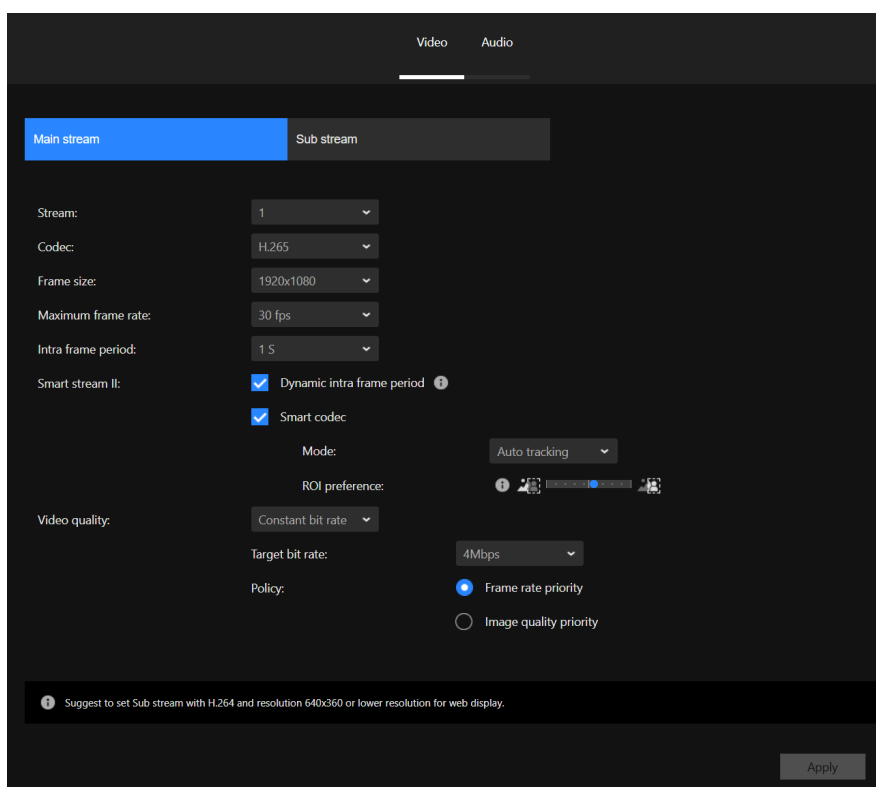 Video Audio
Main stream Sub stream
Stream: 1
Codec: H.265
Frame size: 1920x1080
Maximum frame rate: 30 fps
Intra frame period: 1 S
Smart stream II: Dynamic intra frame period
Smart codec
Mode: Auto tracking
ROI preference:
Video quality: Constant bit rate
Target bit rate: 4Mbps
Policy: Frame rate priority
Image quality priority
Suggest to set Sub stream with H.264 and resolution 640x360 or lower resolution for web display.
Apply